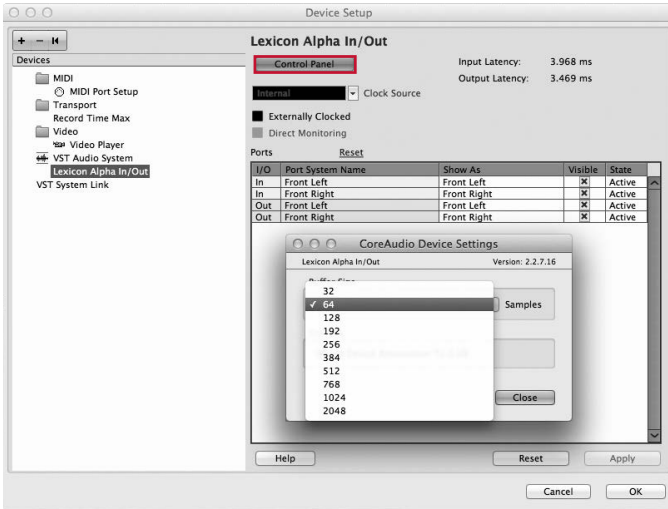 Device Setup
+ −
Devices
MIDI
MIDI Port Setup
Transport
Record Time Max
Video
Video Player
VST Audio System
Lexicon Alpha In/Out
VST System Link
Lexicon Alpha In/Out
Control Panel
Input Latency: 3.968 ms
Output Latency: 3.469 ms
Internal Clock Source
Externally Clocked
Direct Monitoring
Ports Reset
I/O Port System Name Show As Visible State
In Front Left Front Left Active
In Front Right Front Right Active
Out Front Left Front Left Active
Out Front Right Front Right Active
CoreAudio Device Settings
Lexicon Alpha In/Out Version: 2.2.7.16
Buffer Size
32
✓ 64 Samples
128
192
256
384
512
768
1024 Close
2048
Help Reset Apply
Cancel OK